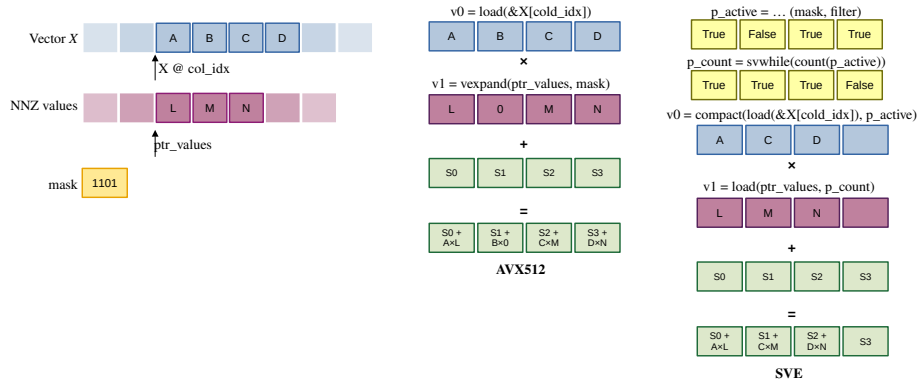 Vector X
A B C D
X @ col_idx
NNZ values
L M N
ptr_values
mask 1101
v0 = load(&X[cold_idx])
A B C D
×
v1 = vexpand(ptr_values, mask)
L 0 M N
+
S0 S1 S2 S3
=
S0 + S1 + S2 + S3 +
A×L B×0 C×M D×N
AVX512
p_active = … (mask, filter)
True False True True
p_count = svwhile(count(p_active))
True True True False
v0 = compact(load(&X[cold_idx]), p_active)
A C D
×
v1 = load(ptr_values, p_count)
L M N
+
S0 S1 S2 S3
=
S0 + S1 + S2 + S3
A×L C×M D×N
SVE